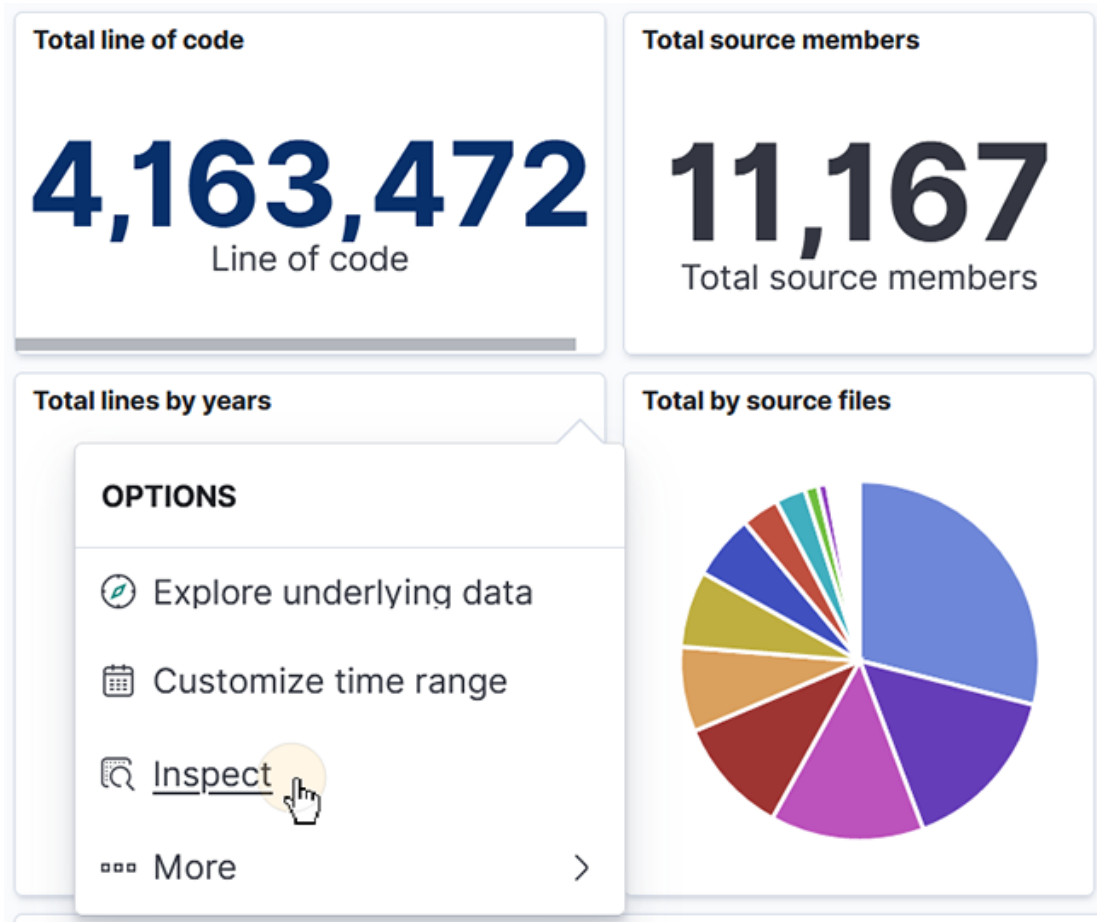 Total line of code
4,163,472
Line of code
Total source members
11,167
Total source members
Total lines by years
OPTIONS
Explore underlying data
Customize time range
Inspect
More
Total by source files